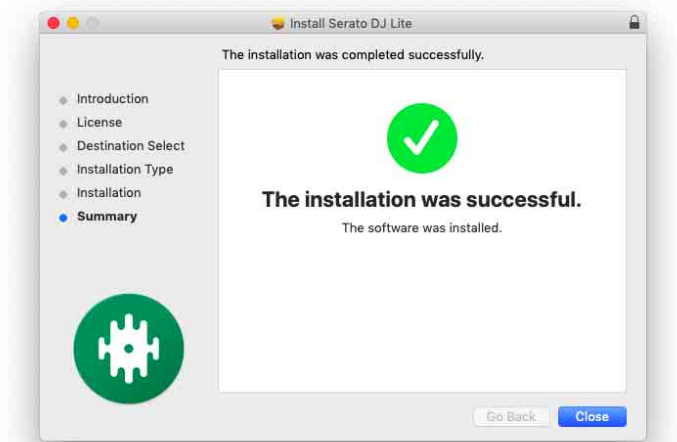 Install Serato DJ Lite
The installation was completed successfully.
Introduction
License
Destination Select
Installation Type
Installation
Summary
The installation was successful.
The software was installed.
Go Back
Close